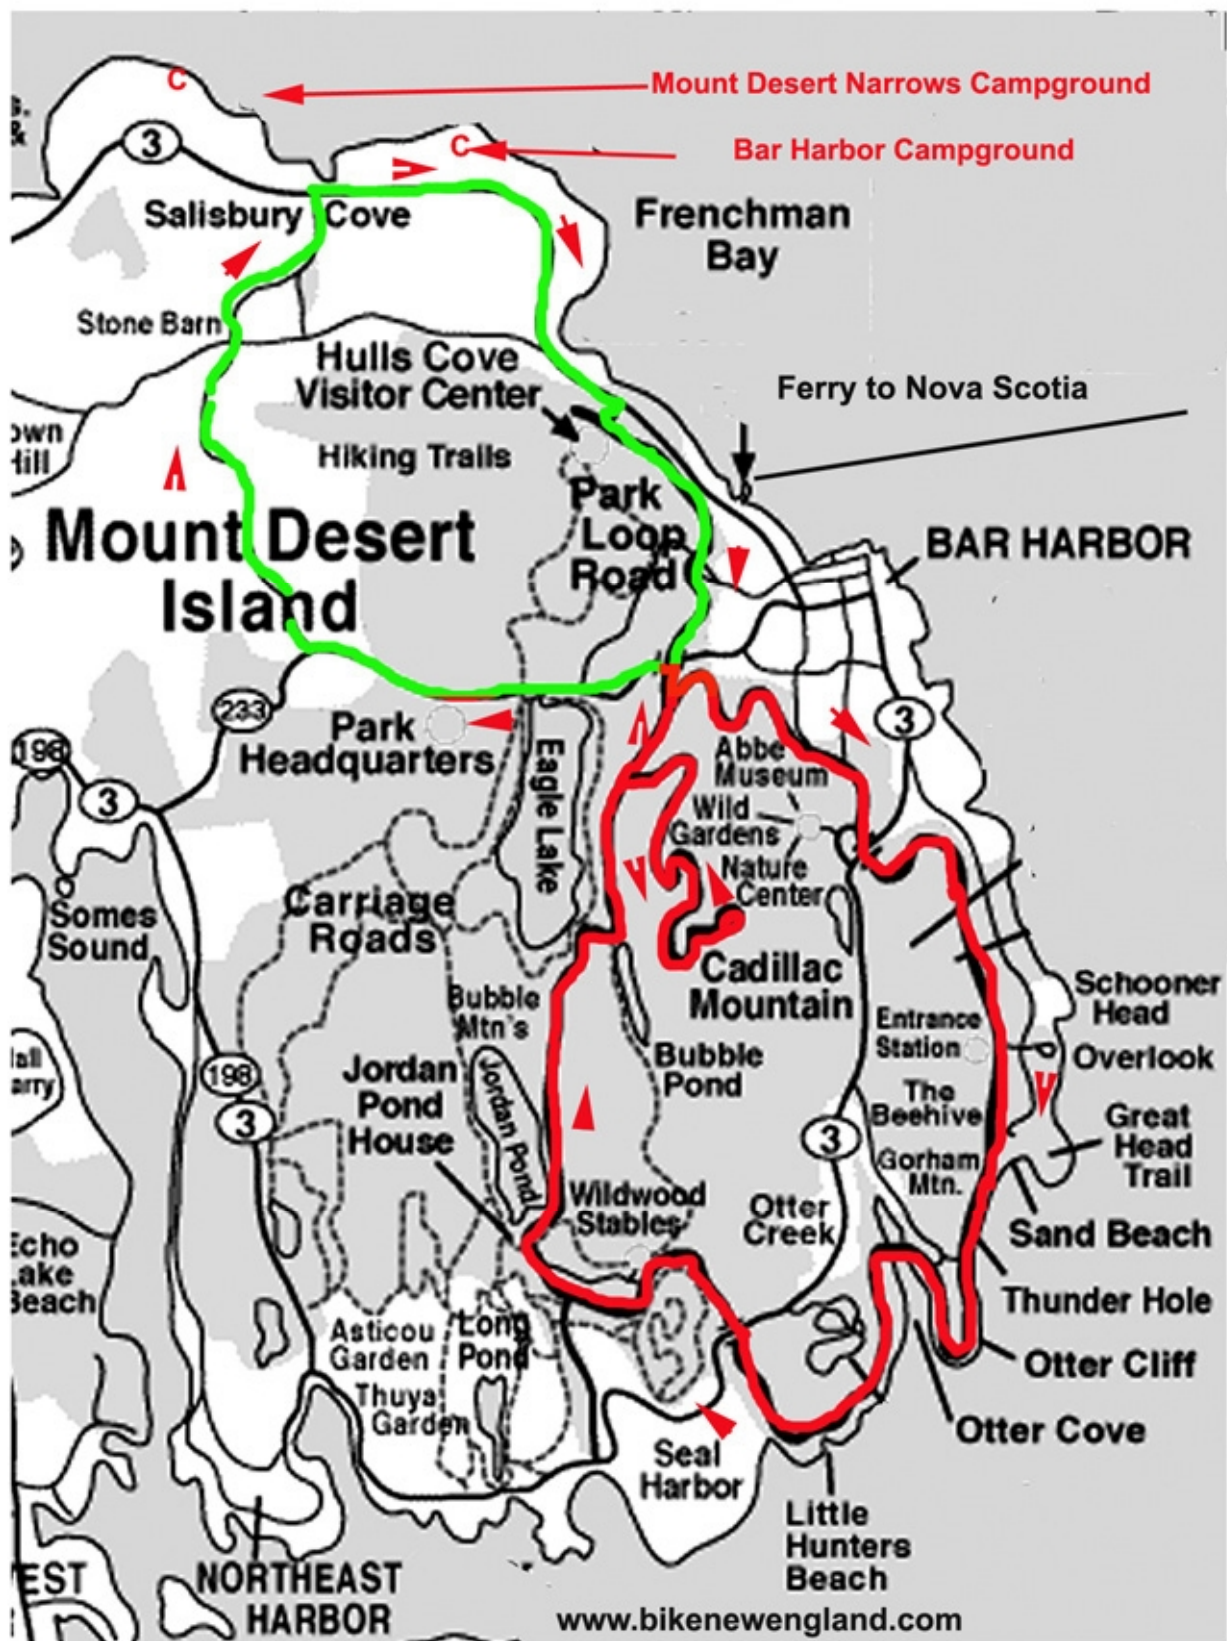 Mount Desert Narrows Campground
C
Bar Harbor Campground
C
3
Salisbury Cove
Frenchman
Bay
Stone Barn
Hulls Cove
Visitor Center
Ferry to Nova Scotia
Hiking Trails
Park
Loop
Road
Mount Desert
Island
BAR HARBOR
233
3
198
3
Park
Headquarters
Eagle Lake
Abbe
Museum
Wild
Gardens
Nature
Center
Somes
Sound
Carriage
Roads
Cadillac
Mountain
Schooner
Head
Overlook
Entrance
Station
Bubble
Mtn's
Bubble
Pond
Jordan
Pond
House
Jordan Pond
198
3
The
Beehive
3
Great
Head
Trail
Gorham
Mtn.
Wildwood
Stables
Otter
Creek
Sand Beach
Thunder Hole
Otter Cliff
Otter Cove
Asticou
Garden
Long
Pond
Thuya
Garden
Seal
Harbor
Little
Hunters
Beach
NORTHEAST
HARBOR
www.bikenewengland.com